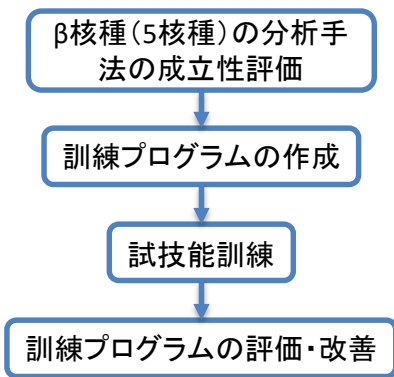 β核種(5核種)の分析手
法の成立性評価
訓練プログラムの作成
試技能訓練
訓練プログラムの評価・改善